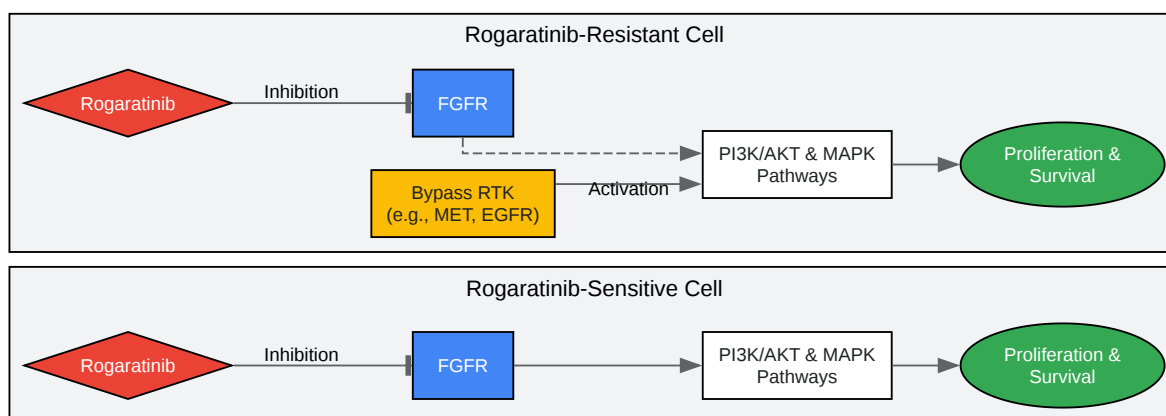 Rogaratinib-Resistant Cell
Rogaratinib
Inhibition
FGFR
PI3K/AKT & MAPK
Pathways
Proliferation &
Survival
Bypass RTK
(e.g., MET, EGFR)
Activation
Rogaratinib-Sensitive Cell
Rogaratinib
Inhibition
FGFR
PI3K/AKT & MAPK
Pathways
Proliferation &
Survival